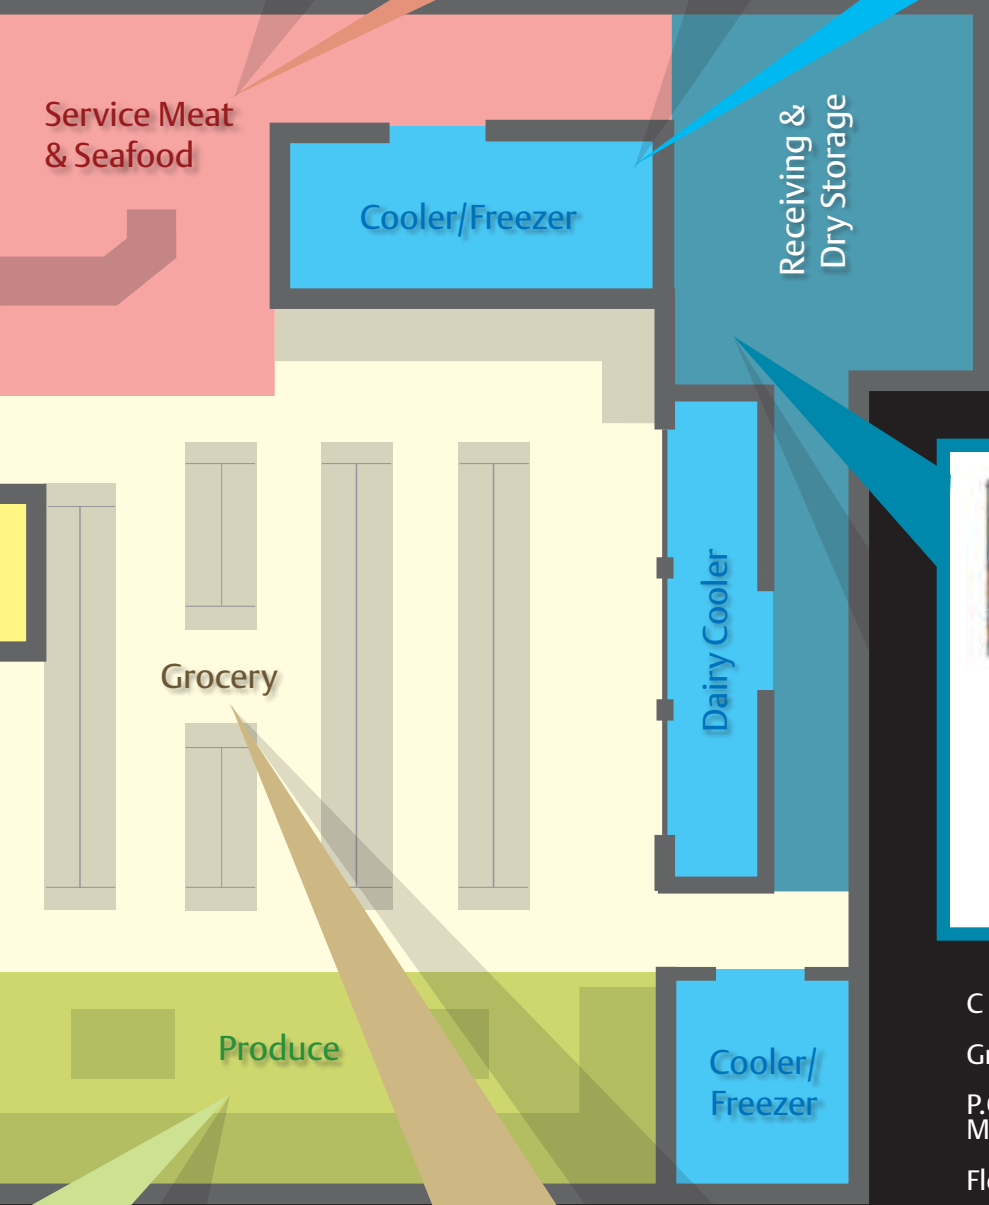 Service Meat
& Seafood
Cooler/Freezer
Receiving &
Dry Storage
Dairy Cooler
Grocery
Produce
Cooler/
Freezer
C